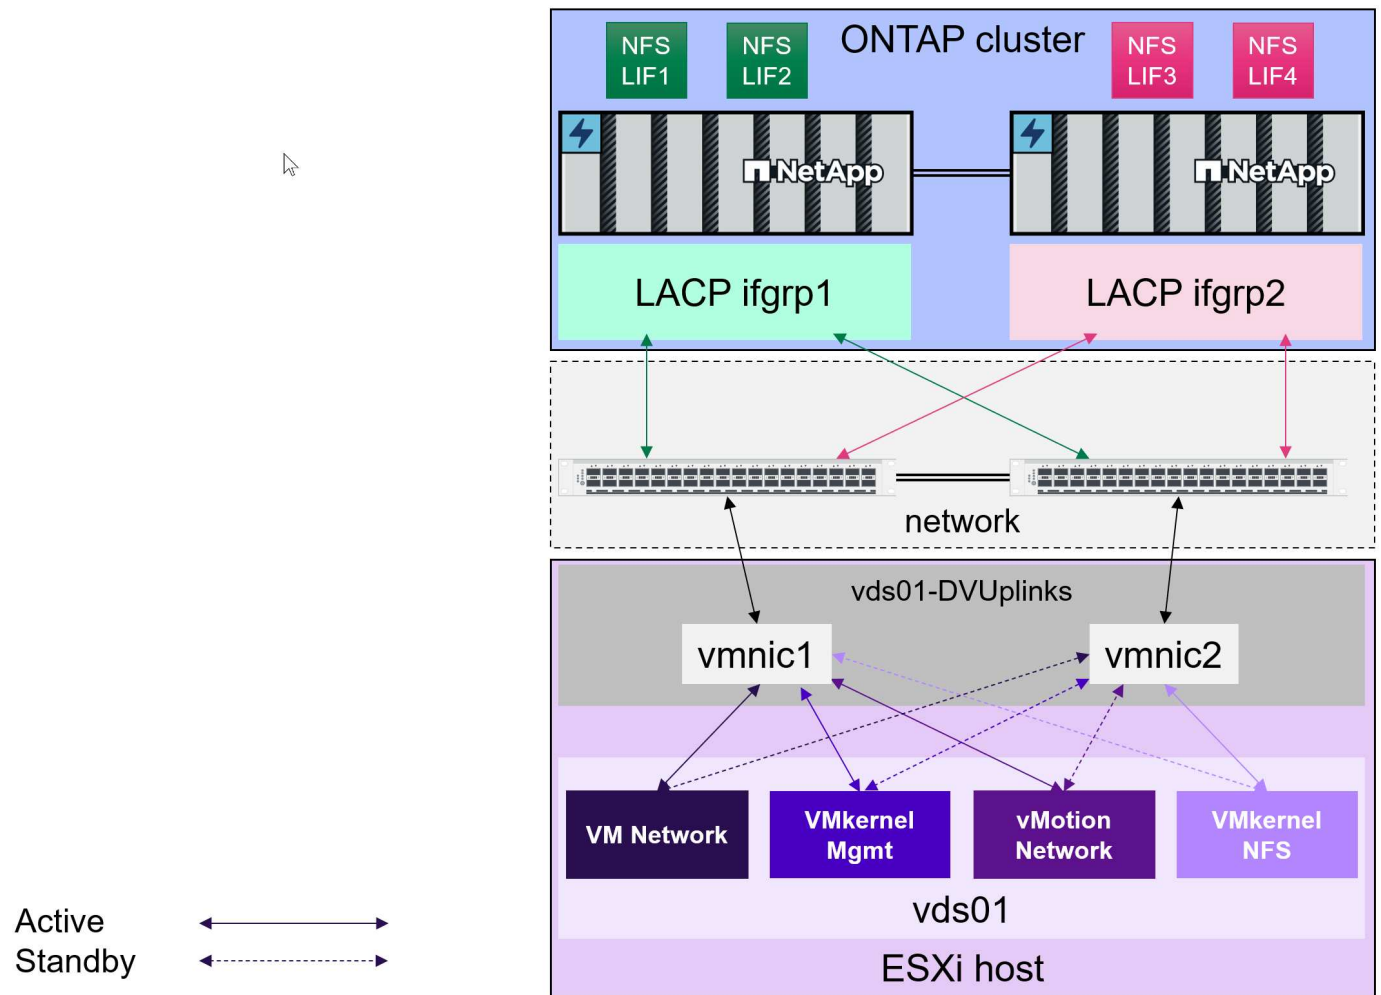 ONTAP cluster
NFS
LIF1
NFS
LIF2
NFS
LIF3
NFS
LIF4
NetApp
NetApp
LACP ifgrp1
LACP ifgrp2
network
vds01-DVUplinks
vmnic1
vmnic2
VM Network
VMkernel
Mgmt
vMotion
Network
VMkernel
NFS
vds01
ESXi host
Active
Standby